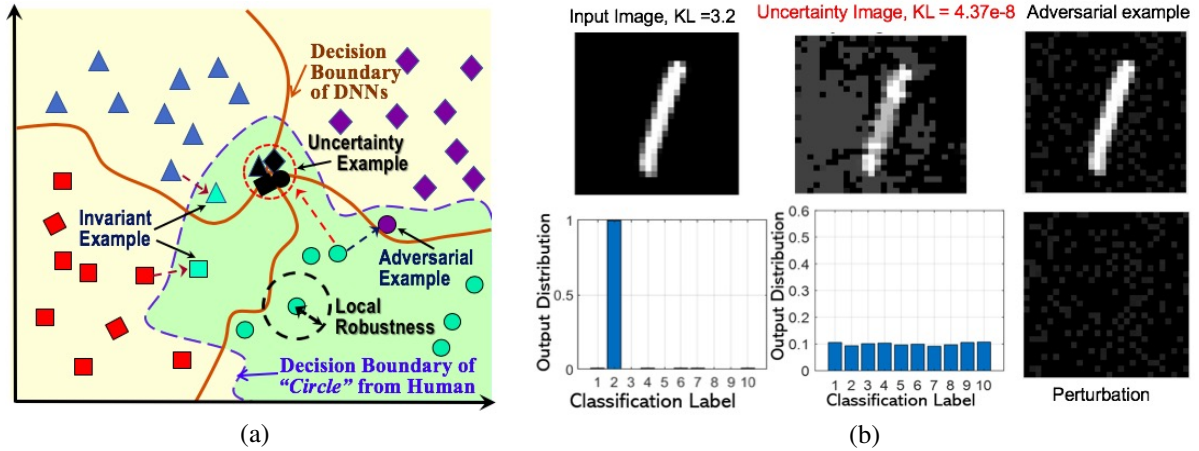 Decision
Boundary
of DNNs
Uncertainty
Example
Invariant
Example
Adversarial
Example
Local
Robustness
Decision Boundary of
“Circle” from Human
(a)
Input Image, KL =3.2
Uncertainty Image, KL = 4.37e-8
Adversarial example
Output Distribution
1
0.5
0
1 2 3 4 5 6 7 8 9 10
Classification Label
Output Distribution
0.6
0.5
0.4
0.3
0.2
0.1
0
1 2 3 4 5 6 7 8 9 10
Classification Label
Perturbation
(b)